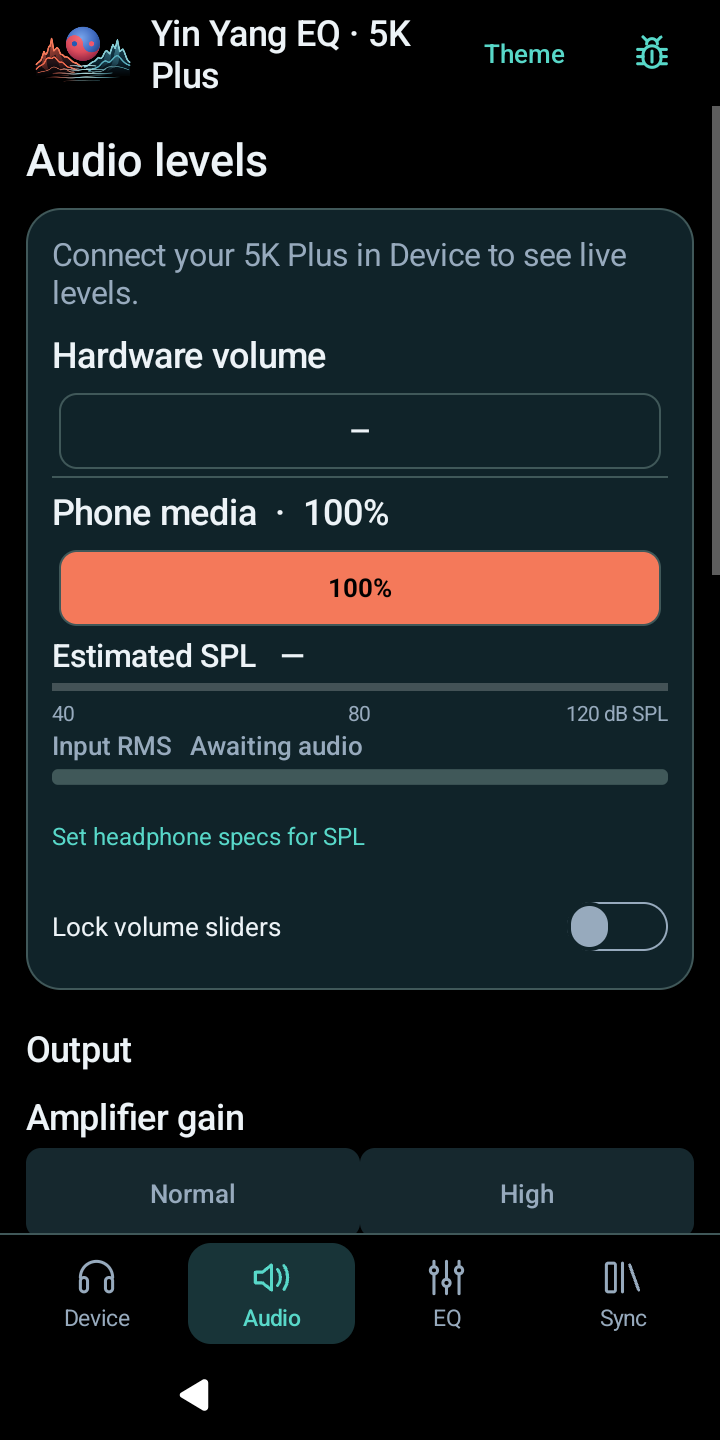 Yin Yang EQ · 5K
Plus
Theme
Audio levels
Connect your 5K Plus in Device to see live
levels.
Hardware volume
—
Phone media · 100%
100%
Estimated SPL —
40 80 120 dB SPL
Input RMS Awaiting audio
Set headphone specs for SPL
Lock volume sliders
Output
Amplifier gain
Normal High
Device Audio EQ Sync